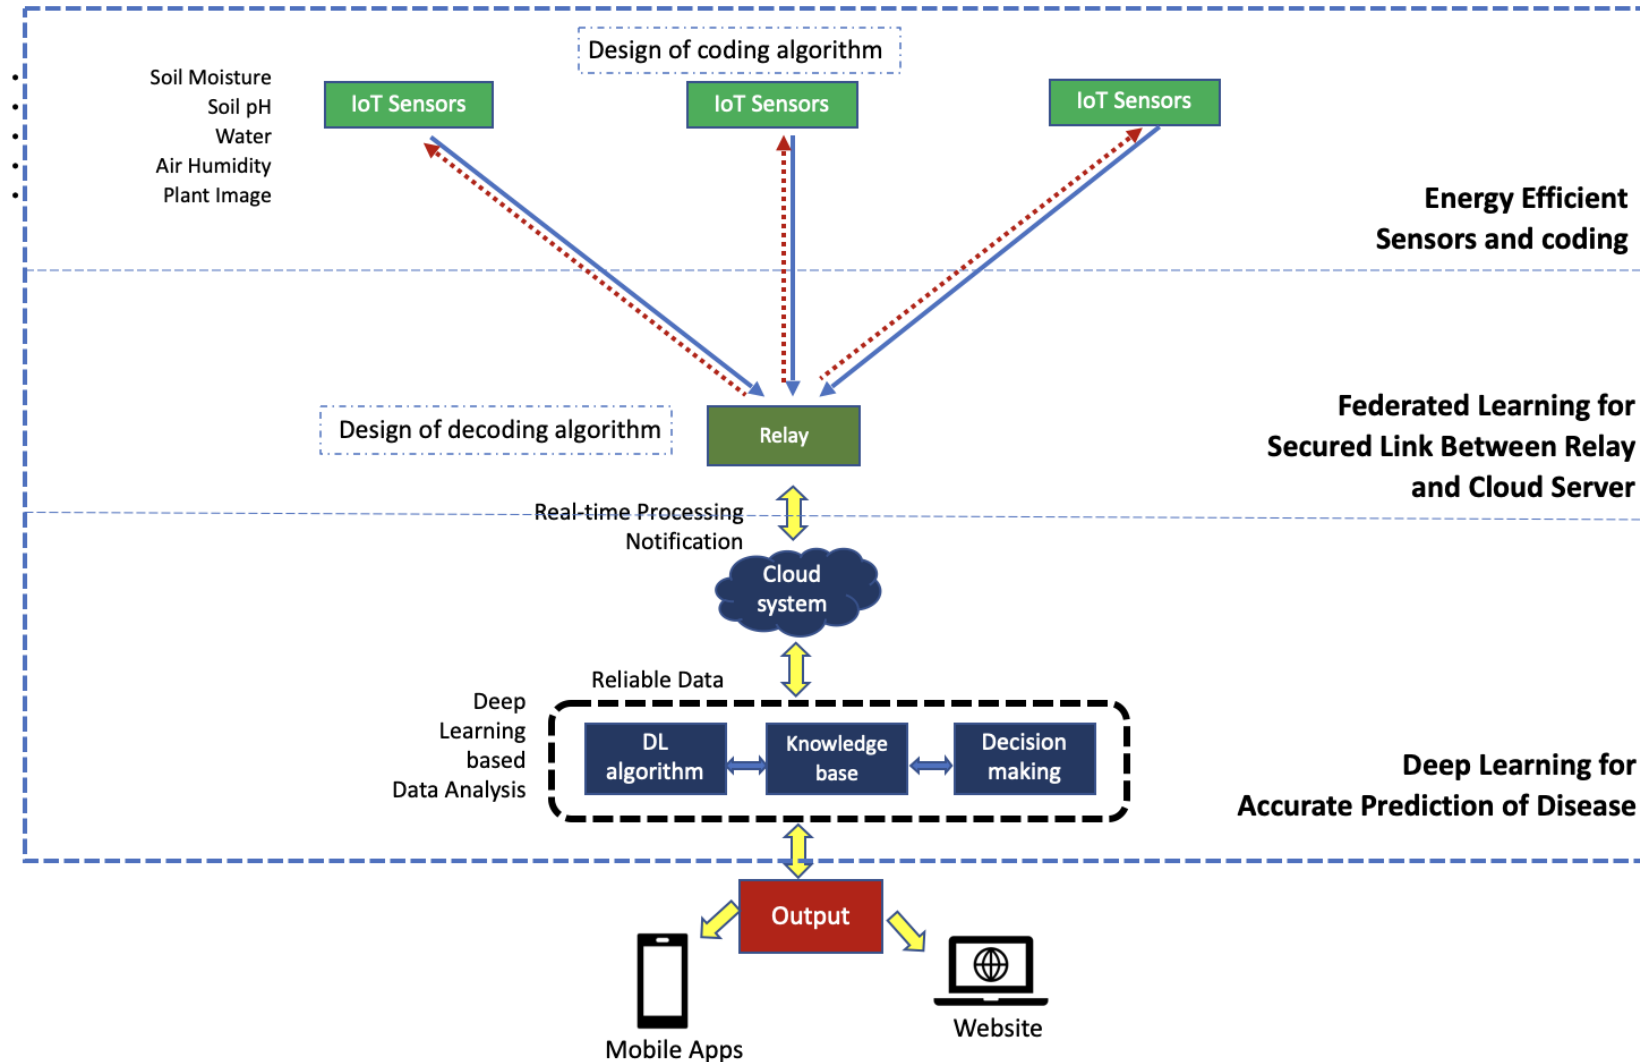 Design of coding algorithm
• Soil Moisture
• Soil pH
• Water
• Air Humidity
• Plant Image
IoT Sensors
IoT Sensors
IoT Sensors
Energy Efficient
Sensors and coding
Design of decoding algorithm
Relay
Federated Learning for
Secured Link Between Relay
and Cloud Server
Real-time Processing
Notification
Cloud
system
Reliable Data
Deep
Learning
based
Data Analysis
DL
algorithm
Knowledge
base
Decision
making
Deep Learning for
Accurate Prediction of Disease
Output
Mobile Apps
Website